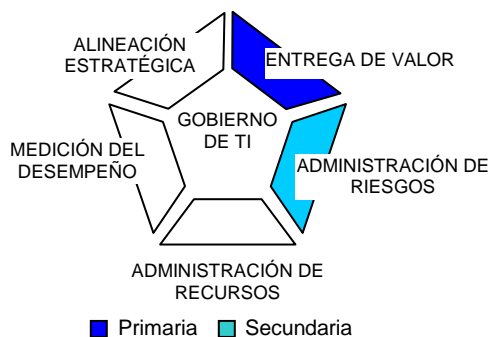 ALINEACIÓN
ESTRATÉGICA
ENTREGA DE VALOR
GOBIERNO
DE TI
MEDICIÓN DEL
DESEMPEÑO
ADMINISTRACIÓN DE
RIESGOS
ADMINISTRACIÓN DE
RECURSOS
Primaria Secundaria